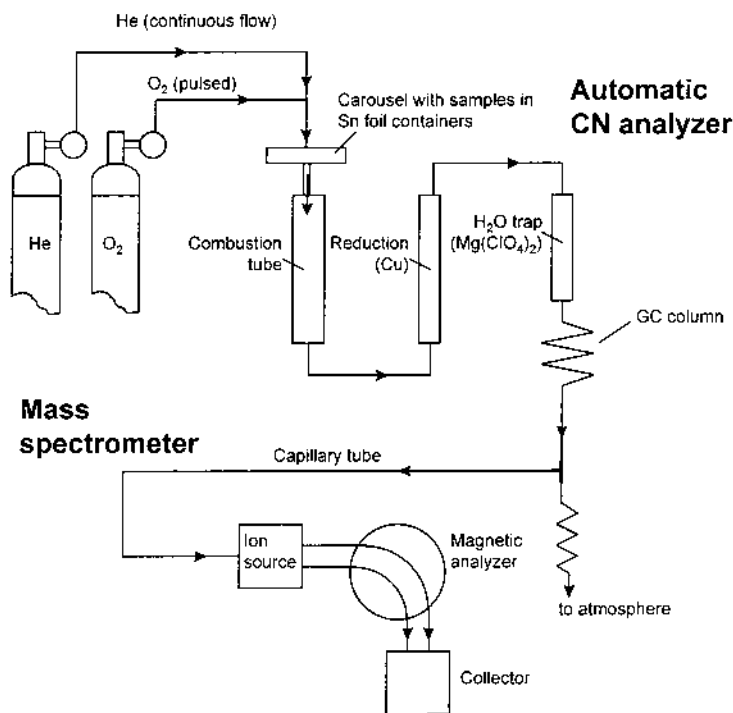 He (continuous flow)
O₂ (pulsed)
Carousel with samples in
Sn foil containers
Automatic
CN analyzer
He
O₂
Combustion
tube
Reduction
(Cu)
H₂O trap
(Mg(ClO₄)₂)
GC column
Mass
spectrometer
Capillary tube
Ion
source
Magnetic
analyzer
to atmosphere
Collector